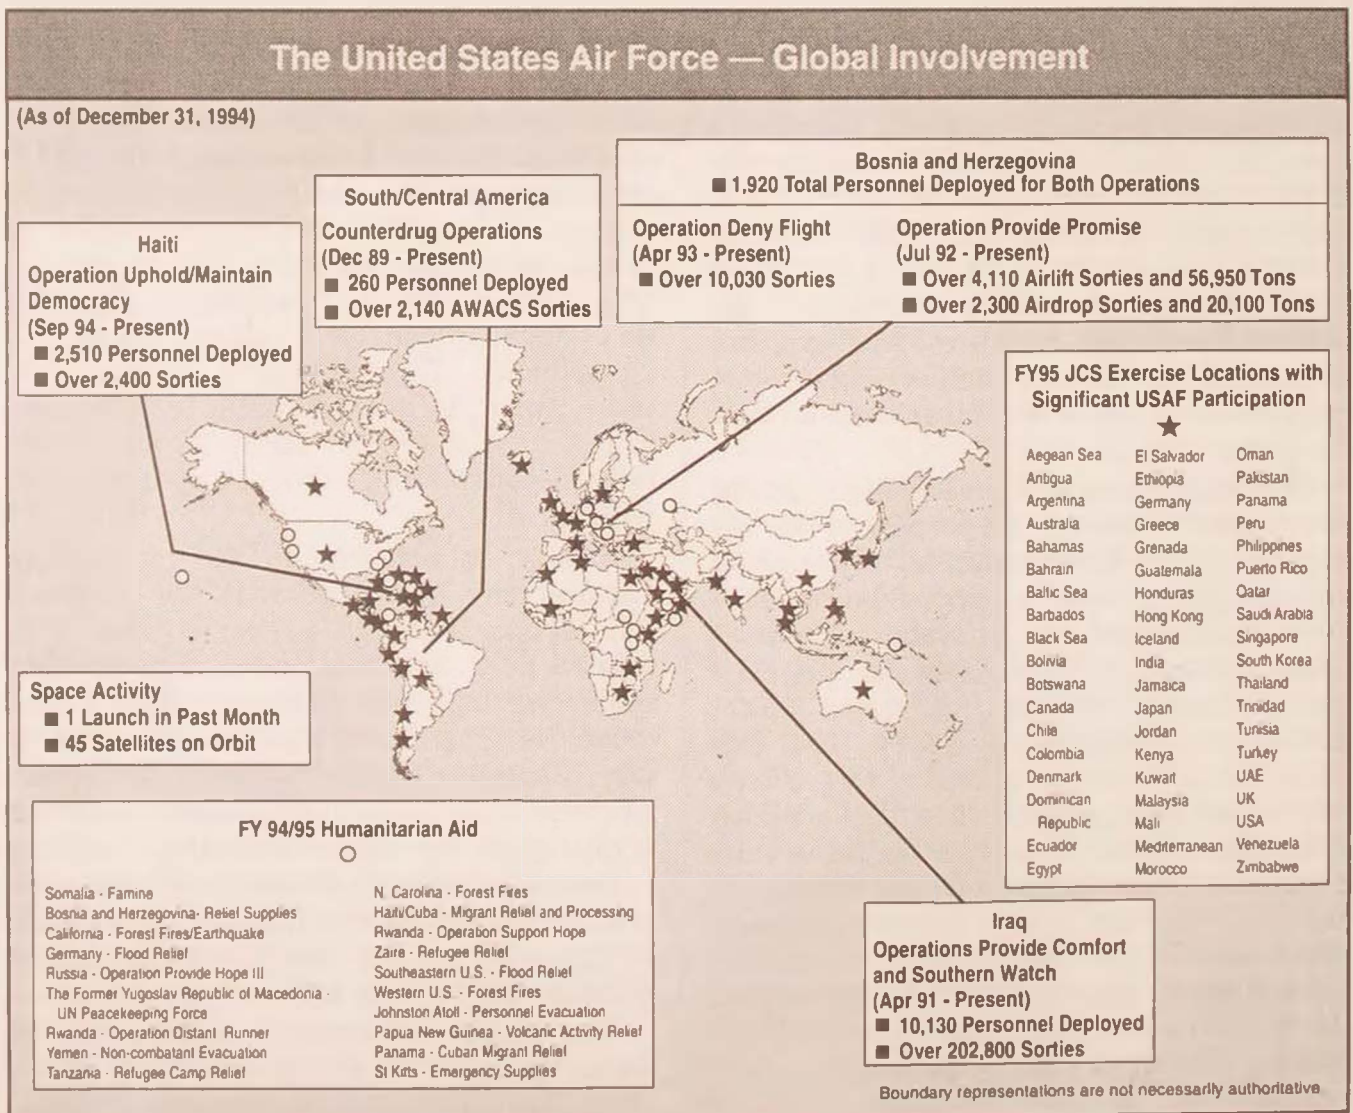 The United States Air Force — Global Involvement
(As of December 31, 1994)
Haiti
Operation Uphold/Maintain
Democracy
(Sep 94 - Present)
■ 2,510 Personnel Deployed
■ Over 2,400 Sorties
South/Central America
Counterdrug Operations
(Dec 89 - Present)
■ 260 Personnel Deployed
■ Over 2,140 AWACS Sorties
Bosnia and Herzegovina
■ 1,920 Total Personnel Deployed for Both Operations
Operation Deny Flight
(Apr 93 - Present)
■ Over 10,030 Sorties
Operation Provide Promise
(Jul 92 - Present)
■ Over 4,110 Airlift Sorties and 56,950 Tons
■ Over 2,300 Airdrop Sorties and 20,100 Tons
FY95 JCS Exercise Locations with
Significant USAF Participation
★
Aegean Sea
Antigua
Argentina
Australia
Bahamas
Bahrain
Baltic Sea
Barbados
Black Sea
Bolivia
Botswana
Canada
Chile
Colombia
Denmark
Dominican
Republic
Ecuador
Egypt
El Salvador
Ethiopia
Germany
Greece
Grenada
Guatemala
Honduras
Hong Kong
Iceland
India
Jamaica
Japan
Jordan
Kenya
Kuwait
Malaysia
Mali
Mediterranean
Morocco
Oman
Pakistan
Panama
Peru
Philippines
Puerto Rico
Qatar
Saudi Arabia
Singapore
South Korea
Thailand
Trinidad
Tunisia
Turkey
UAE
UK
USA
Venezuela
Zimbabwe
Space Activity
■ 1 Launch in Past Month
■ 45 Satellites on Orbit
FY 94/95 Humanitarian Aid
○
Somalia - Famine
Bosnia and Herzegovina- Relief Supplies
California - Forest Fires/Earthquake
Germany - Flood Relief
Russia - Operation Provide Hope III
The Former Yugoslav Republic of Macedonia -
UN Peacekeeping Force
Rwanda - Operation Distant Runner
Yemen - Non-combatant Evacuation
Tanzania - Refugee Camp Relief
N. Carolina - Forest Fires
Haiti/Cuba - Migrant Relief and Processing
Rwanda - Operation Support Hope
Zaire - Refugee Relief
Southeastern U.S. - Flood Relief
Western U.S. - Forest Fires
Johnston Atoll - Personnel Evacuation
Papua New Guinea - Volcanic Activity Relief
Panama - Cuban Migrant Relief
St Kitts - Emergency Supplies
Iraq
Operations Provide Comfort
and Southern Watch
(Apr 91 - Present)
■ 10,130 Personnel Deployed
■ Over 202,800 Sorties
Boundary representations are not necessarily authoritative